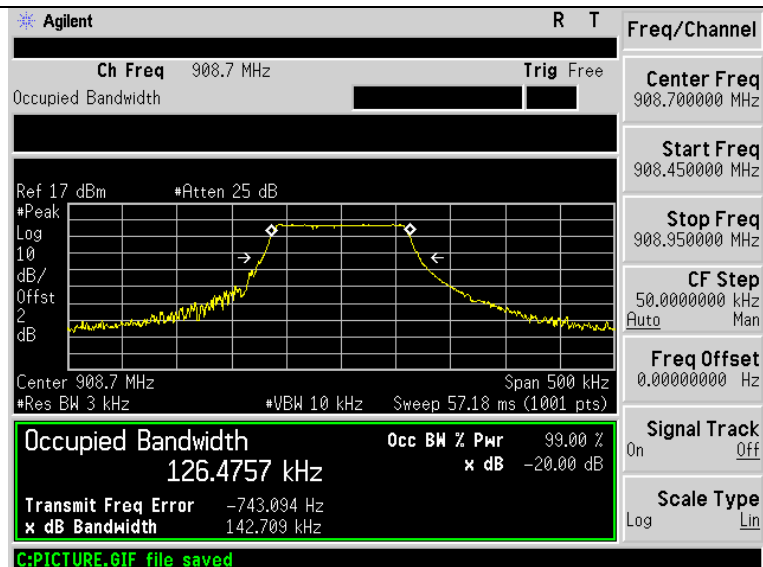 Agilent R T
Ch Freq 908.7 MHz Trig Free
Occupied Bandwidth
Ref 17 dBm #Atten 25 dB
#Peak
Log
10
dB/
Offst
2
dB
Center 908.7 MHz Span 500 kHz
#Res BW 3 kHz #VBW 10 kHz Sweep 57.18 ms (1001 pts)
Occupied Bandwidth
126.4757 kHz
Occ BW % Pwr 99.00 %
x dB -20.00 dB
Transmit Freq Error -743.094 Hz
x dB Bandwidth 142.709 kHz
C:PICTURE.GIF file saved
Freq/Channel
Center Freq
908.700000 MHz
Start Freq
908.450000 MHz
Stop Freq
908.950000 MHz
CF Step
50.0000000 kHz
Auto Man
Freq Offset
0.00000000 Hz
Signal Track
On Off
Scale Type
Log Lin